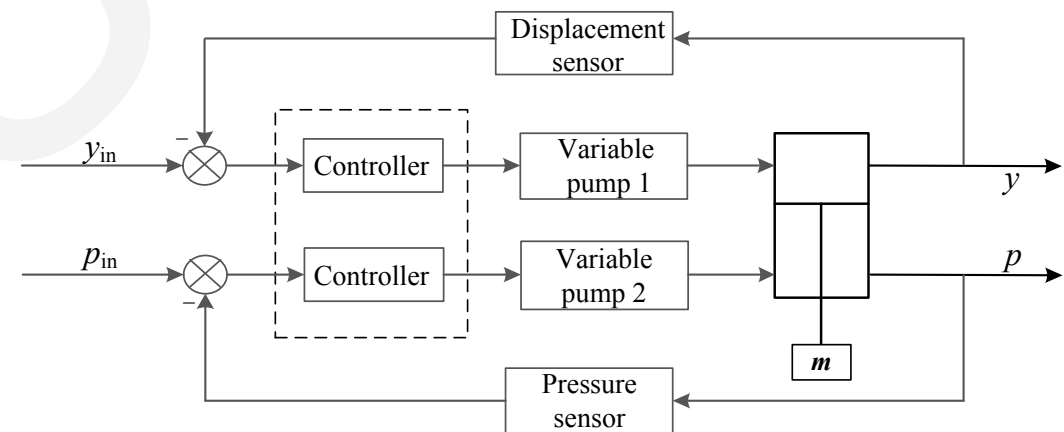 Displacement
sensor
−
y_in
Controller
Variable
pump 1
y
p_in
Controller
Variable
pump 2
p
−
m
Pressure
sensor